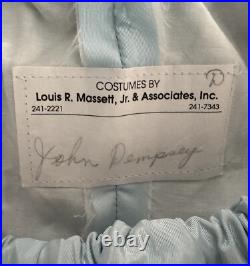 COSTUMES BY
D
Louis R. Massett, Jr. & Associates, Inc.
241-2221 241-7343
John Dempsey